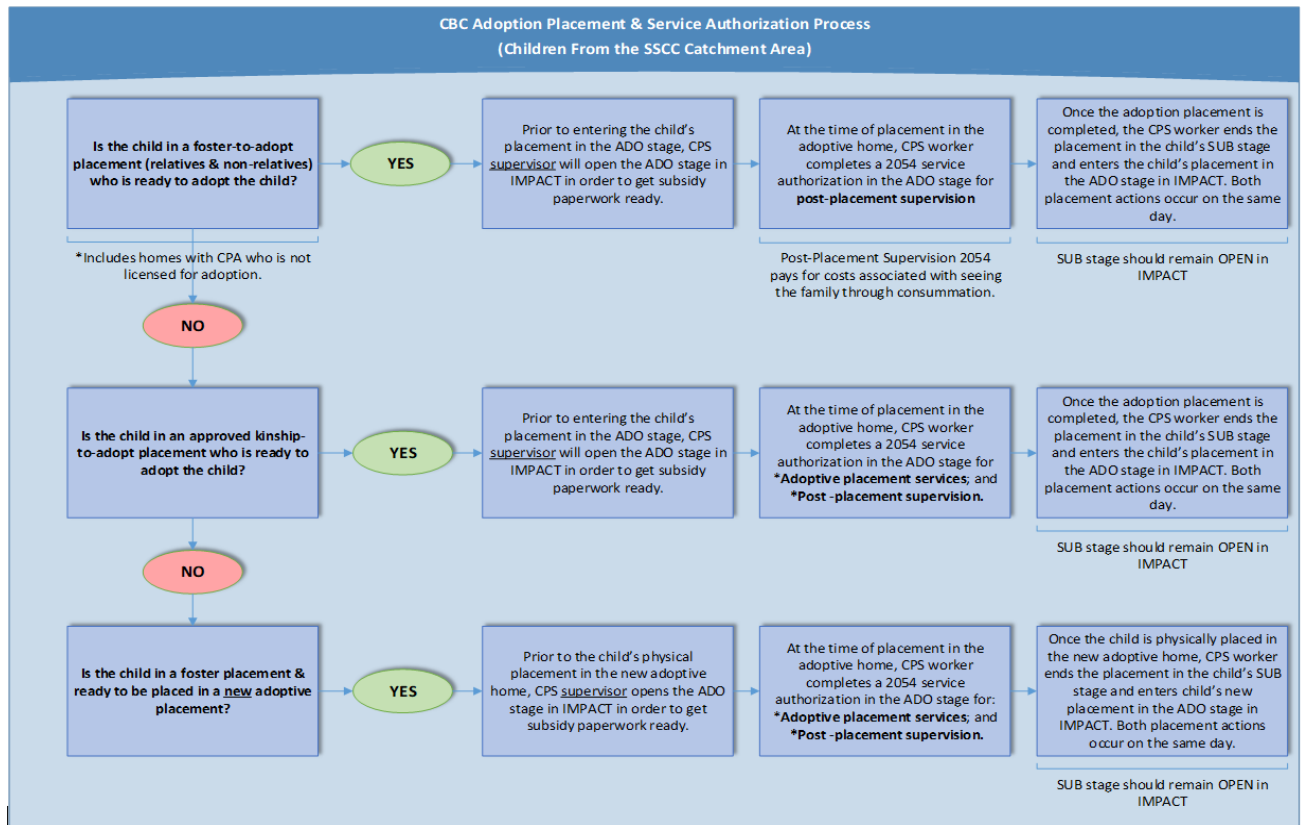 CBC Adoption Placement & Service Authorization Process
(Children From the SSCC Catchment Area)
Is the child in a foster-to-adopt
placement (relatives & non-relatives)
who is ready to adopt the child?
YES
Prior to entering the child's
placement in the ADO stage, CPS
supervisor will open the ADO stage in
IMPACT in order to get subsidy
paperwork ready.
At the time of placement in the
adoptive home, CPS worker
completes a 2054 service
authorization in the ADO stage for
post-placement supervision
Once the adoption placement is
completed, the CPS worker ends the
placement in the child's SUB stage
and enters the child's placement in
the ADO stage in IMPACT. Both
placement actions occur on the same
day.
*Includes homes with CPA who is not
licensed for adoption.
Post-Placement Supervision 2054
pays for costs associated with seeing
the family through consummation.
SUB stage should remain OPEN in
IMPACT
NO
Is the child in an approved kinship-
to-adopt placement who is ready to
adopt the child?
YES
Prior to entering the child's
placement in the ADO stage, CPS
supervisor will open the ADO stage in
IMPACT in order to get subsidy
paperwork ready.
At the time of placement in the
adoptive home, CPS worker
completes a 2054 service
authorization in the ADO stage for
*Adoptive placement services; and
*Post -placement supervision.
Once the adoption placement is
completed, the CPS worker ends the
placement in the child's SUB stage
and enters the child's placement in
the ADO stage in IMPACT. Both
placement actions occur on the same
day.
SUB stage should remain OPEN in
IMPACT
NO
Is the child in a foster placement &
ready to be placed in a new adoptive
placement?
YES
Prior to the child's physical
placement in the new adoptive
home, CPS supervisor opens the ADO
stage in IMPACT in order to get
subsidy paperwork ready.
At the time of placement in the
adoptive home, CPS worker
completes a 2054 service
authorization in the ADO stage for:
*Adoptive placement services; and
*Post -placement supervision.
Once the child is physically placed in
the new adoptive home, CPS worker
ends the placement in the child's SUB
stage and enters child's new
placement in the ADO stage in
IMPACT. Both placement actions
occur on the same day.
SUB stage should remain OPEN in
IMPACT